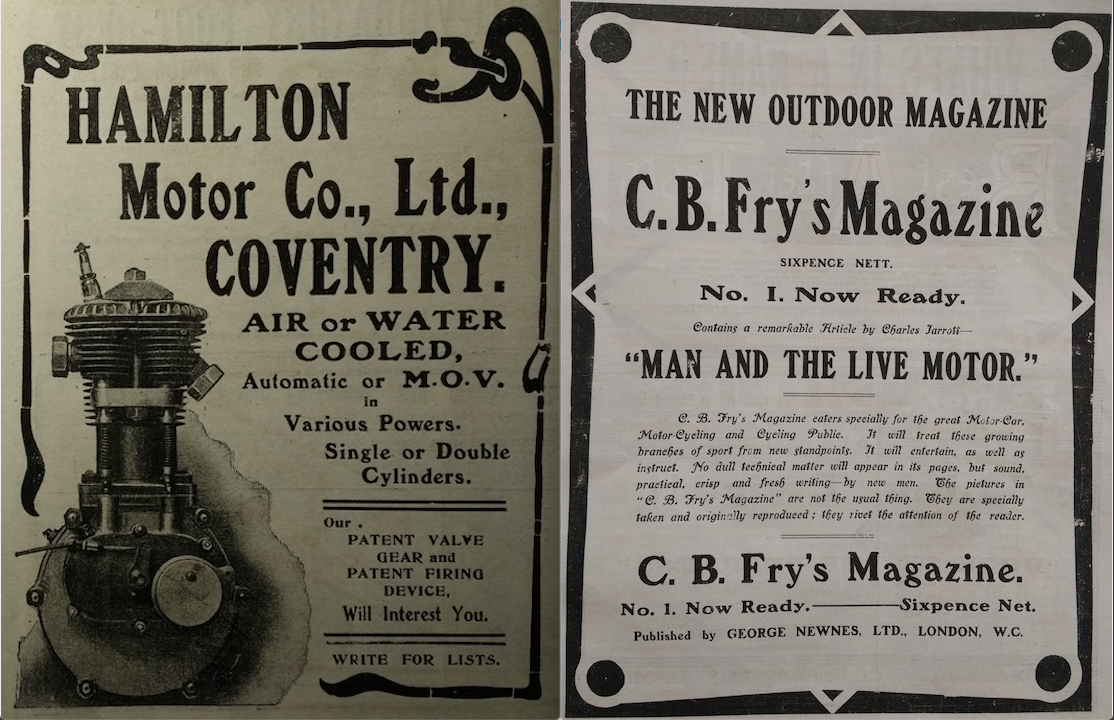 HAMILTON
Motor Co., Ltd.,
COVENTRY.
AIR or WATER
COOLED,
Automatic or M.O.V.
in
Various Powers.
Single or Double
Cylinders.
Our
PATENT VALVE
GEAR and
PATENT FIRING
DEVICE,
Will Interest You.
WRITE FOR LISTS.
THE NEW OUTDOOR MAGAZINE
C. B. Fry's Magazine
SIXPENCE NETT.
No. 1. Now Ready.
Contains a remarkable Article by Charles Jarrott—
"MAN AND THE LIVE MOTOR."
C. B. Fry's Magazine caters specially for the great Motor-Car,
Motor-Cycling and Cycling Public. It will treat these growing
branches of sport from new standpoints. It will entertain, as well as
instruct. No dull technical matter will appear in its pages, but sound,
practical, crisp and fresh writing—by new men. The pictures in
"C. B. Fry's Magazine" are not the usual thing. They are specially
taken and originally reproduced; they rivet the attention of the reader.
C. B. Fry's Magazine.
No. 1. Now Ready.———Sixpence Net.
Published by GEORGE NEWNES, LTD., LONDON, W.C.